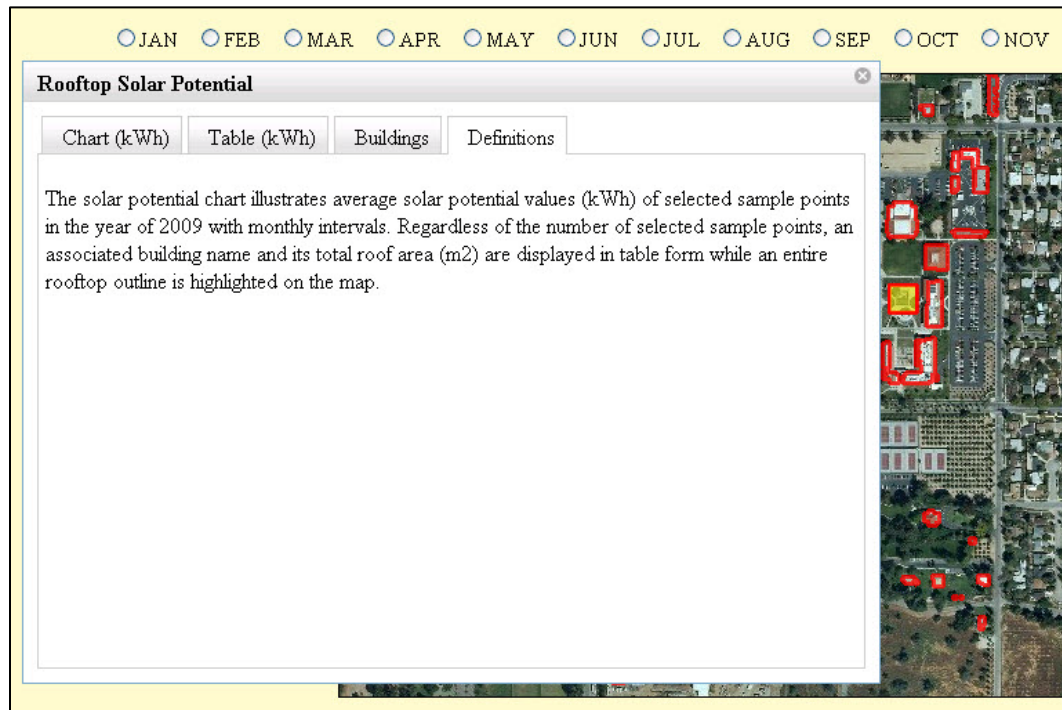 JAN FEB MAR APR MAY JUN JUL AUG SEP OCT NOV
Rooftop Solar Potential
Chart (kWh) Table (kWh) Buildings Definitions
The solar potential chart illustrates average solar potential values (kWh) of selected sample points
in the year of 2009 with monthly intervals. Regardless of the number of selected sample points, an
associated building name and its total roof area (m2) are displayed in table form while an entire
rooftop outline is highlighted on the map.